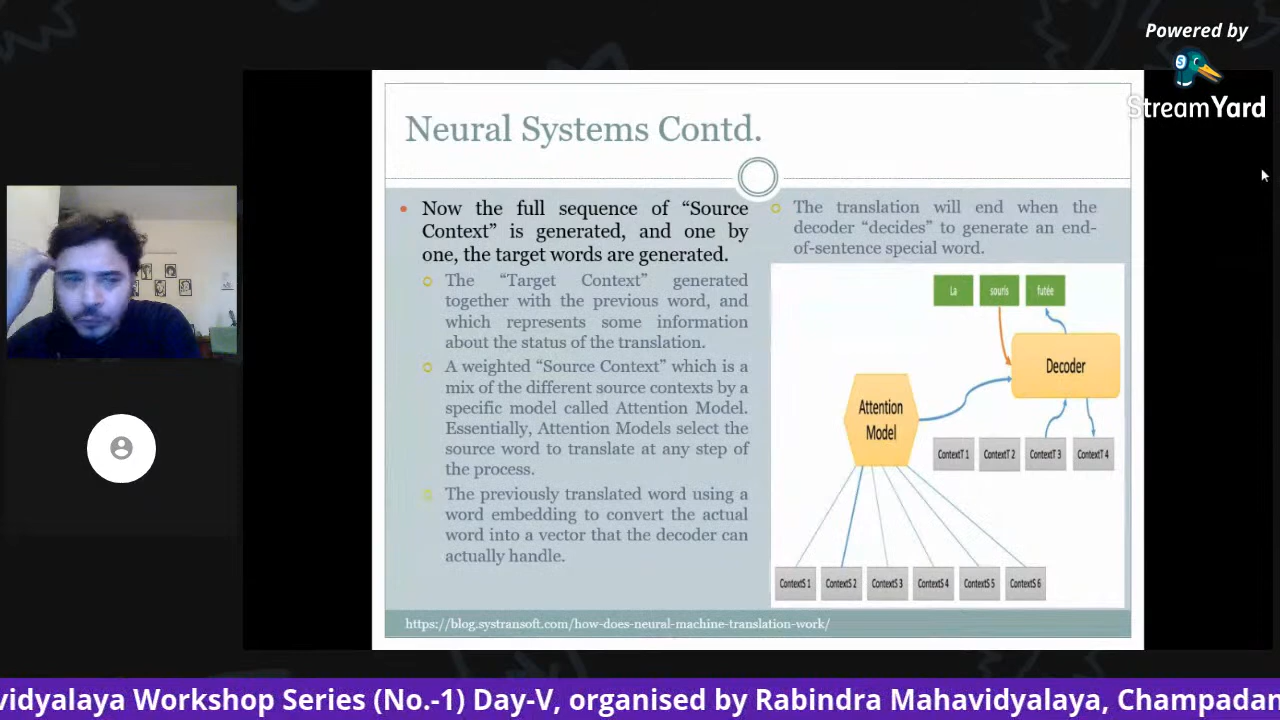 Powered by
StreamYard
Neural Systems Contd.
Now the full sequence of “Source
Context” is generated, and one by
one, the target words are generated.
The “Target Context” generated
together with the previous word, and
which represents some information
about the status of the translation.
A weighted “Source Context” which is a
mix of the different source contexts by a
specific model called Attention Model.
Essentially, Attention Models select the
source word to translate at any step of
the process.
The previously translated word using a
word embedding to convert the actual
word into a vector that the decoder can
actually handle.
The translation will end when the
decoder “decides” to generate an end-
of-sentence special word.
La souris futée
Decoder
Attention
Model
ContextT 1 ContextT 2 ContextT 3 ContextT 4
ContextS 1 ContextS 2 ContextS 3 ContextS 4 ContextS 5 ContextS 6
https://blog.systransoft.com/how-does-neural-machine-translation-work/
vidyalaya Workshop Series (No.-1) Day-V, organised by Rabindra Mahavidyalaya, Champadan